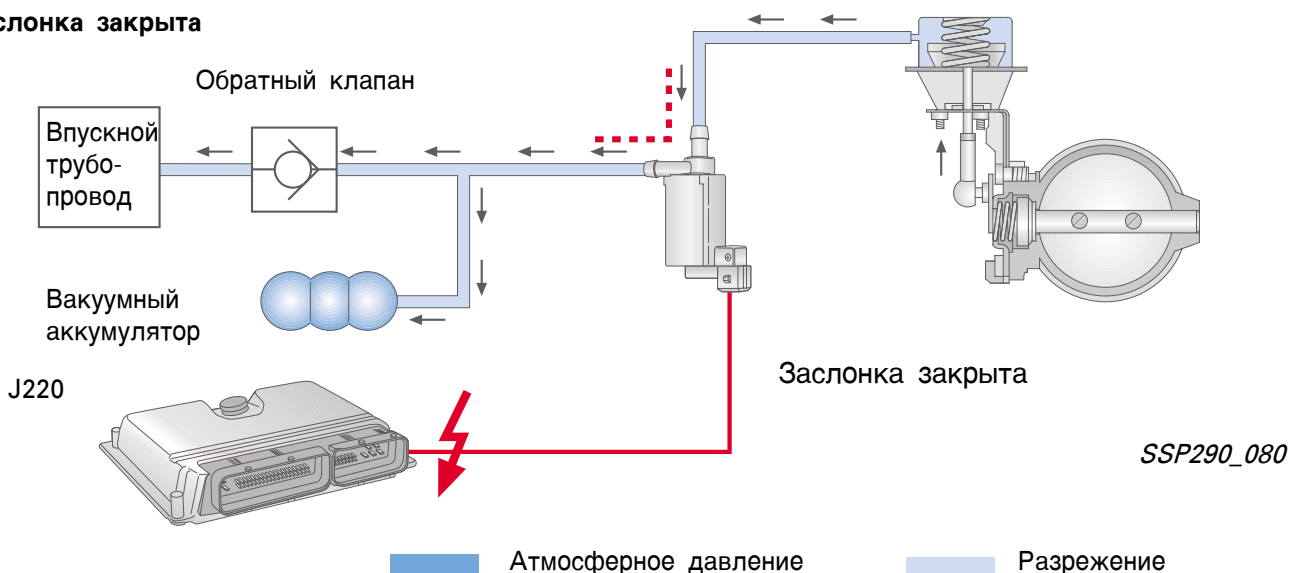 слонка закрыта
Обратный клапан
Впускной
трубо-
провод
Вакуумный
аккумулятор
J220
Заслонка закрыта
SSP290_080
Атмосферное давление
Разрежение